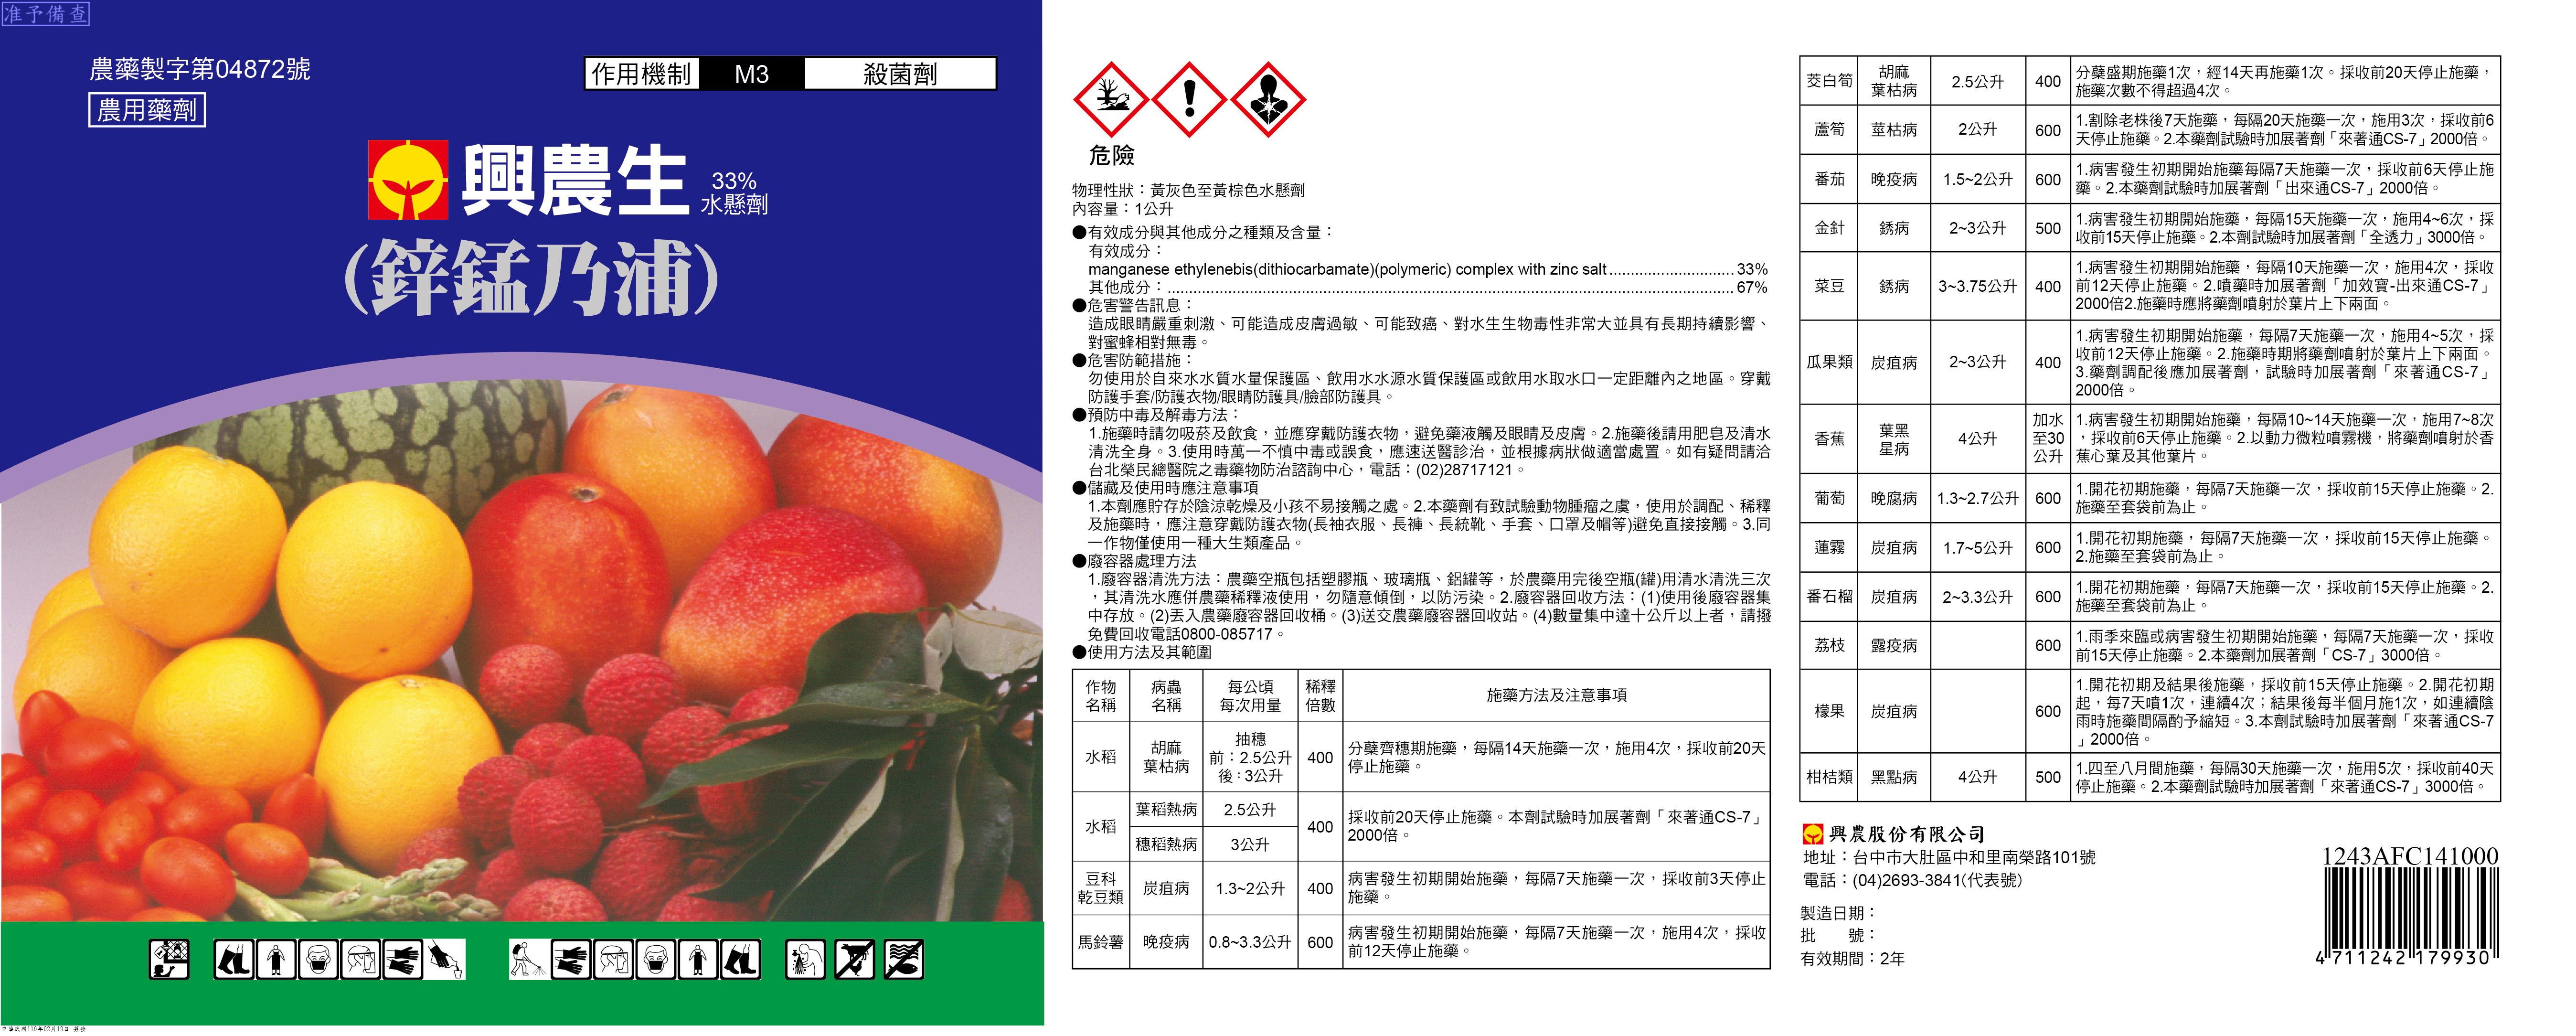 准予備查
農藥製字第04872號
農用藥劑
作用機制 M3 殺菌劑
興農生 33%
水懸劑
(鋅錳乃浦)
中華民國110年02月19日 簽發
危險
物理性狀：黃灰色至黃棕色水懸劑
內容量：1公升
●有效成分與其他成分之種類及含量：
有效成分：
manganese ethylenebis(dithiocarbamate)(polymeric) complex with zinc salt............................. 33%
其他成分：.................................................................................................................................... 67%
●危害警告訊息：
造成眼睛嚴重刺激、可能造成皮膚過敏、可能致癌、對水生生物毒性非常大並具有長期持續影響、
對蜜蜂相對無毒。
●危害防範措施：
勿使用於自來水水質水量保護區、飲用水水源水質保護區或飲用水取水口一定距離內之地區。穿戴
防護手套/防護衣物/眼睛防護具/臉部防護具。
●預防中毒及解毒方法：
1.施藥時請勿吸菸及飲食，並應穿戴防護衣物，避免藥液觸及眼睛及皮膚。2.施藥後請用肥皂及清水
清洗全身。3.使用時萬一不慎中毒或誤食，應速送醫診治，並根據病狀做適當處置。如有疑問請洽
台北榮民總醫院之毒藥物防治諮詢中心，電話：(02)28717121。
●儲藏及使用時應注意事項
1.本劑應貯存於陰涼乾燥及小孩不易接觸之處。2.本藥劑有致試驗動物腫瘤之虞，使用於調配、稀釋
及施藥時，應注意穿戴防護衣物(長袖衣服、長褲、長統靴、手套、口罩及帽等)避免直接接觸。3.同
一作物僅使用一種大生類產品。
●廢容器處理方法
1.廢容器清洗方法：農藥空瓶包括塑膠瓶、玻璃瓶、鋁罐等，於農藥用完後空瓶(罐)用清水清洗三次
，其清洗水應併農藥稀釋液使用，勿隨意傾倒，以防污染。2.廢容器回收方法：(1)使用後廢容器集
中存放。(2)丟入農藥廢容器回收桶。(3)送交農藥廢容器回收站。(4)數量集中達十公斤以上者，請撥
免費回收電話0800-085717。
●使用方法及其範圍
作物名稱 病蟲名稱 每公頃每次用量 稀釋倍數 施藥方法及注意事項
水稻 胡麻葉枯病 抽穗前：2.5公升後：3公升 400 分蘗齊穗期施藥，每隔14天施藥一次，施用4次，採收前20天
停止施藥。
水稻 葉稻熱病 2.5公升 400 採收前20天停止施藥。本劑試驗時加展著劑「來著通CS-7」
2000倍。
穗稻熱病 3公升
豆科乾豆類 炭疽病 1.3~2公升 400 病害發生初期開始施藥，每隔7天施藥一次，採收前3天停止
施藥。
馬鈴薯 晚疫病 0.8~3.3公升 600 病害發生初期開始施藥，每隔7天施藥一次，施用4次，採收
前12天停止施藥。
茭白筍 胡麻葉枯病 2.5公升 400 分蘗盛期施藥1次，經14天再施藥1次。採收前20天停止施藥，
施藥次數不得超過4次。
蘆筍 莖枯病 2公升 600 1.割除老株後7天施藥，每隔20天施藥一次，施用3次，採收前6
天停止施藥。2.本藥劑試驗時加展著劑「來著通CS-7」2000倍。
番茄 晚疫病 1.5~2公升 600 1.病害發生初期開始施藥每隔7天施藥一次，採收前6天停止施
藥。2.本藥劑試驗時加展著劑「出來通CS-7」2000倍。
金針 銹病 2~3公升 500 1.病害發生初期開始施藥，每隔15天施藥一次，施用4~6次，採
收前15天停止施藥。2.本劑試驗時加展著劑「全透力」3000倍。
菜豆 銹病 3~3.75公升 400 1.病害發生初期開始施藥，每隔10天施藥一次，施用4次，採收
前12天停止施藥。2.噴藥時加展著劑「加效寶-出來通CS-7」
2000倍2.施藥時應將藥劑噴射於葉片上下兩面。
瓜果類 炭疽病 2~3公升 400 1.病害發生初期開始施藥，每隔7天施藥一次，施用4~5次，採
收前12天停止施藥。2.施藥時期將藥劑噴射於葉片上下兩面。
3.藥劑調配後應加展著劑，試驗時加展著劑「來著通CS-7」
2000倍。
香蕉 葉黑星病 4公升 加水至30公升 1.病害發生初期開始施藥，每隔10~14天施藥一次，施用7~8次
，採收前6天停止施藥。2.以動力微粒噴霧機，將藥劑噴射於香
蕉心葉及其他葉片。
葡萄 晚腐病 1.3~2.7公升 600 1.開花初期施藥，每隔7天施藥一次，採收前15天停止施藥。2.
施藥至套袋前為止。
蓮霧 炭疽病 1.7~5公升 600 1.開花初期施藥，每隔7天施藥一次，採收前15天停止施藥。
2.施藥至套袋前為止。
番石榴 炭疽病 2~3.3公升 600 1.開花初期施藥，每隔7天施藥一次，採收前15天停止施藥。2.
施藥至套袋前為止。
荔枝 露疫病 600 1.雨季來臨或病害發生初期開始施藥，每隔7天施藥一次，採收
前15天停止施藥。2.本藥劑加展著劑「CS-7」3000倍。
檬果 炭疽病 600 1.開花初期及結果後施藥，採收前15天停止施藥。2.開花初期
起，每7天噴1次，連續4次；結果後每半個月施1次，如連續陰
雨時施藥間隔酌予縮短。3.本劑試驗時加展著劑「來著通CS-7
」2000倍。
柑桔類 黑點病 4公升 500 1.四至八月間施藥，每隔30天施藥一次，施用5次，採收前40天
停止施藥。2.本藥劑試驗時加展著劑「來著通CS-7」3000倍。
興農股份有限公司
地址：台中市大肚區中和里南榮路101號
電話：(04)2693-3841(代表號)
製造日期：
批　　號：
有效期間：2年
1243AFC141000
4 711242 179930